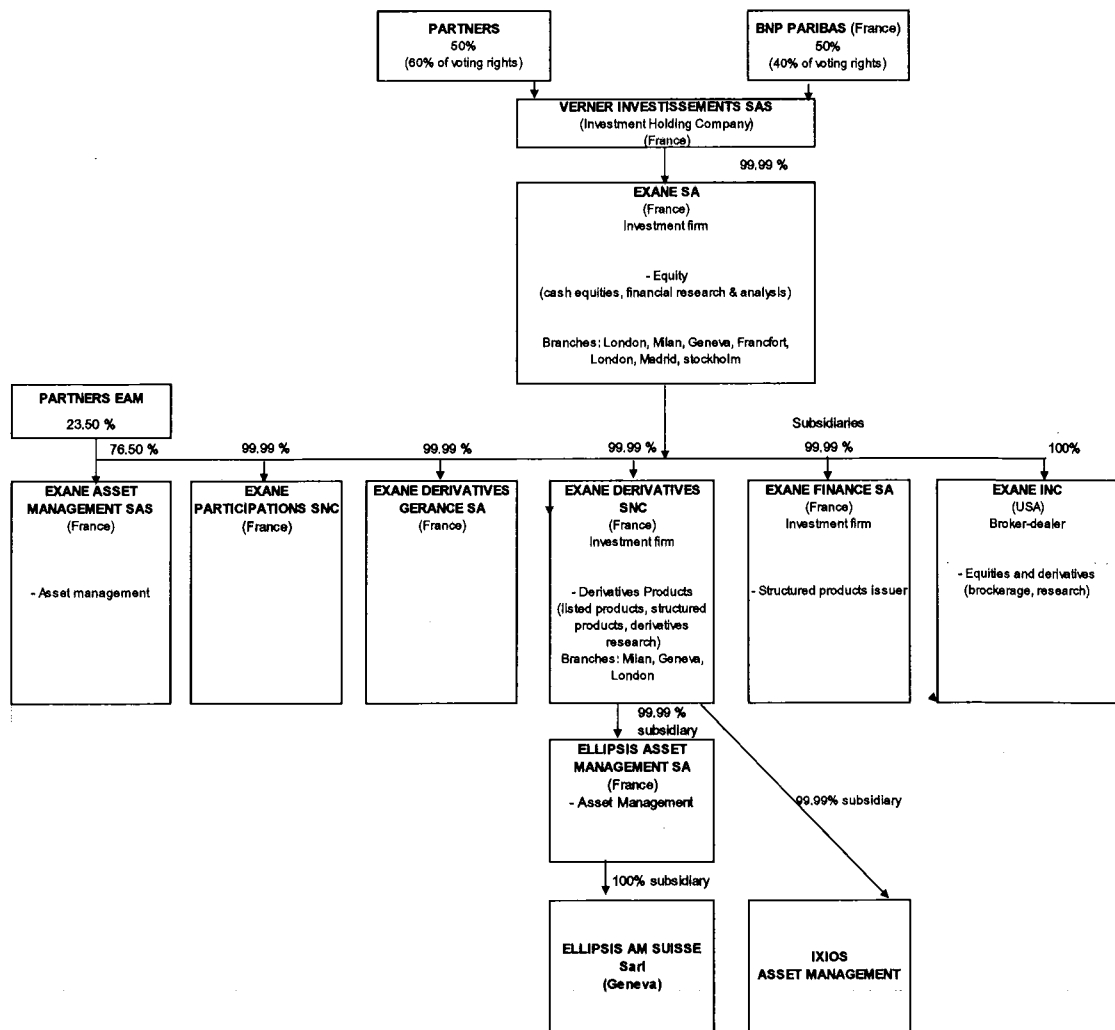 PARTNERS
50%
(60% of voting rights)
BNP PARIBAS (France)
50%
(40% of voting rights)
VERNER INVESTISSEMENTS SAS
(Investment Holding Company)
(France)
99.99 %
EXANE SA
(France)
Investment firm
- Equity
(cash equities, financial research & analysis)
Branches: London, Milan, Geneva, Francfort,
London, Madrid, stockholm
PARTNERS EAM
23.50 %
Subsidiaries
76.50 %
99.99 %
99.99 %
99.99 %
99.99 %
100%
EXANE ASSET
MANAGEMENT SAS
(France)
- Asset management
EXANE
PARTICIPATIONS SNC
(France)
EXANE DERIVATIVES
GERANCE SA
(France)
EXANE DERIVATIVES
SNC
(France)
Investment firm
- Derivatives Products
(listed products, structured
products, derivatives
research)
Branches: Milan, Geneva,
London
EXANE FINANCE SA
(France)
Investment firm
- Structured products issuer
EXANE INC
(USA)
Broker-dealer
- Equities and derivatives
(brockerage, research)
99.99 %
subsidiary
ELLIPSIS ASSET
MANAGEMENT SA
(France)
- Asset Management
99.99% subsidiary
100% subsidiary
ELLIPSIS AM SUISSE
Sarl
(Geneva)
IXIOS
ASSET MANAGEMENT